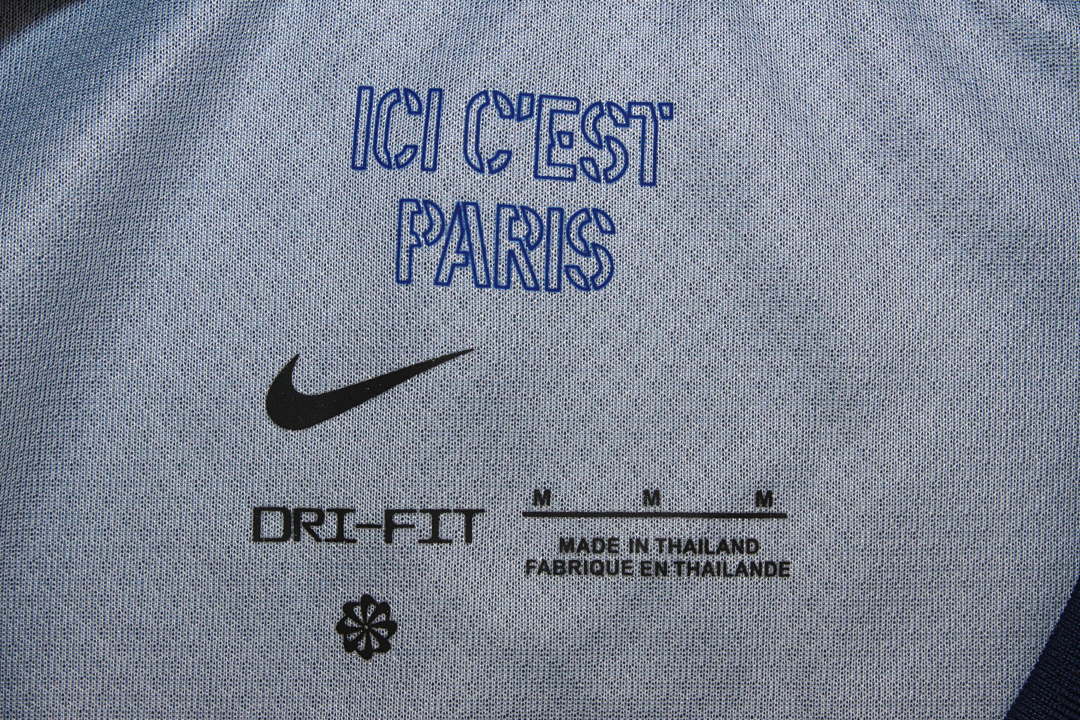 ICI C'EST
PARIS
DRI-FIT
M M M
MADE IN THAILAND
FABRIQUE EN THAILANDE